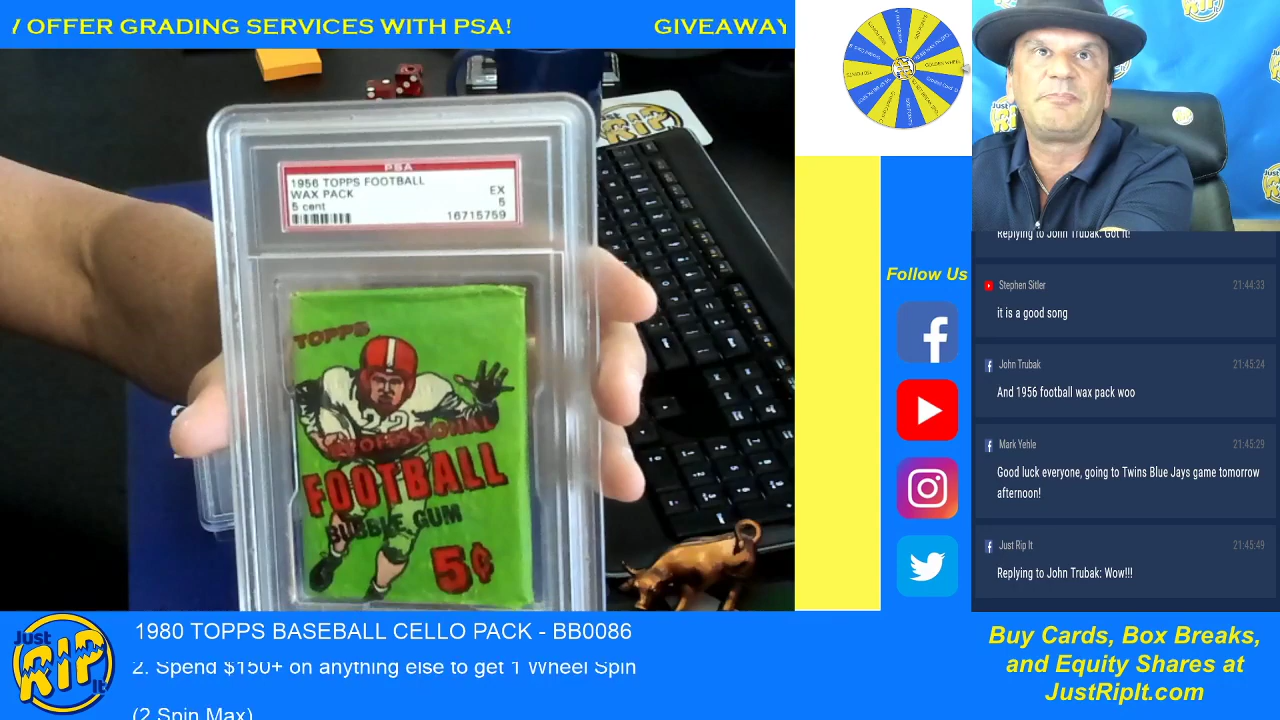 / OFFER GRADING SERVICES WITH PSA!
GIVEAWAY
PSA
1956 TOPPS FOOTBALL
WAX PACK
EX
5 cent
5
16715759
TOPPS
22
PROFESSIONAL
FOOTBALL
BUBBLE GUM
5¢
RIP
Follow Us
Replying to John Trubak: Got it!
Stephen Sitler
21:44:33
it is a good song
John Trubak
21:45:24
And 1956 football wax pack woo
Mark Yehle
21:45:29
Good luck everyone, going to Twins Blue Jays game tomorrow
afternoon!
Just Rip It
21:45:49
Replying to John Trubak: Wow!!!
Just
RIP
It
1980 TOPPS BASEBALL CELLO PACK - BB0086
2. Spend $150+ on anything else to get 1 Wheel Spin
(2 Spin Max)
Buy Cards, Box Breaks,
and Equity Shares at
JustRipIt.com